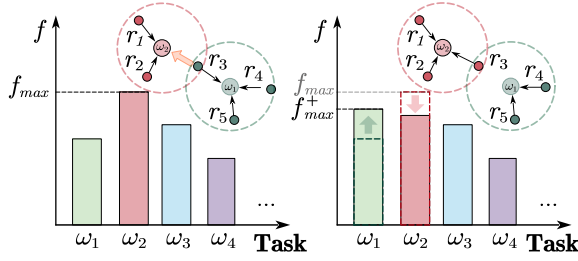 f
r₁
ω₂
r₂
r₃
r₄
ω₁
r₅
fₘₐₓ
...
ω₁ ω₂ ω₃ ω₄ Task
f
r₁
ω₂
r₂
r₃
r₄
ω₁
r₅
fₘₐₓ
f⁺ₘₐₓ
...
ω₁ ω₂ ω₃ ω₄ Task